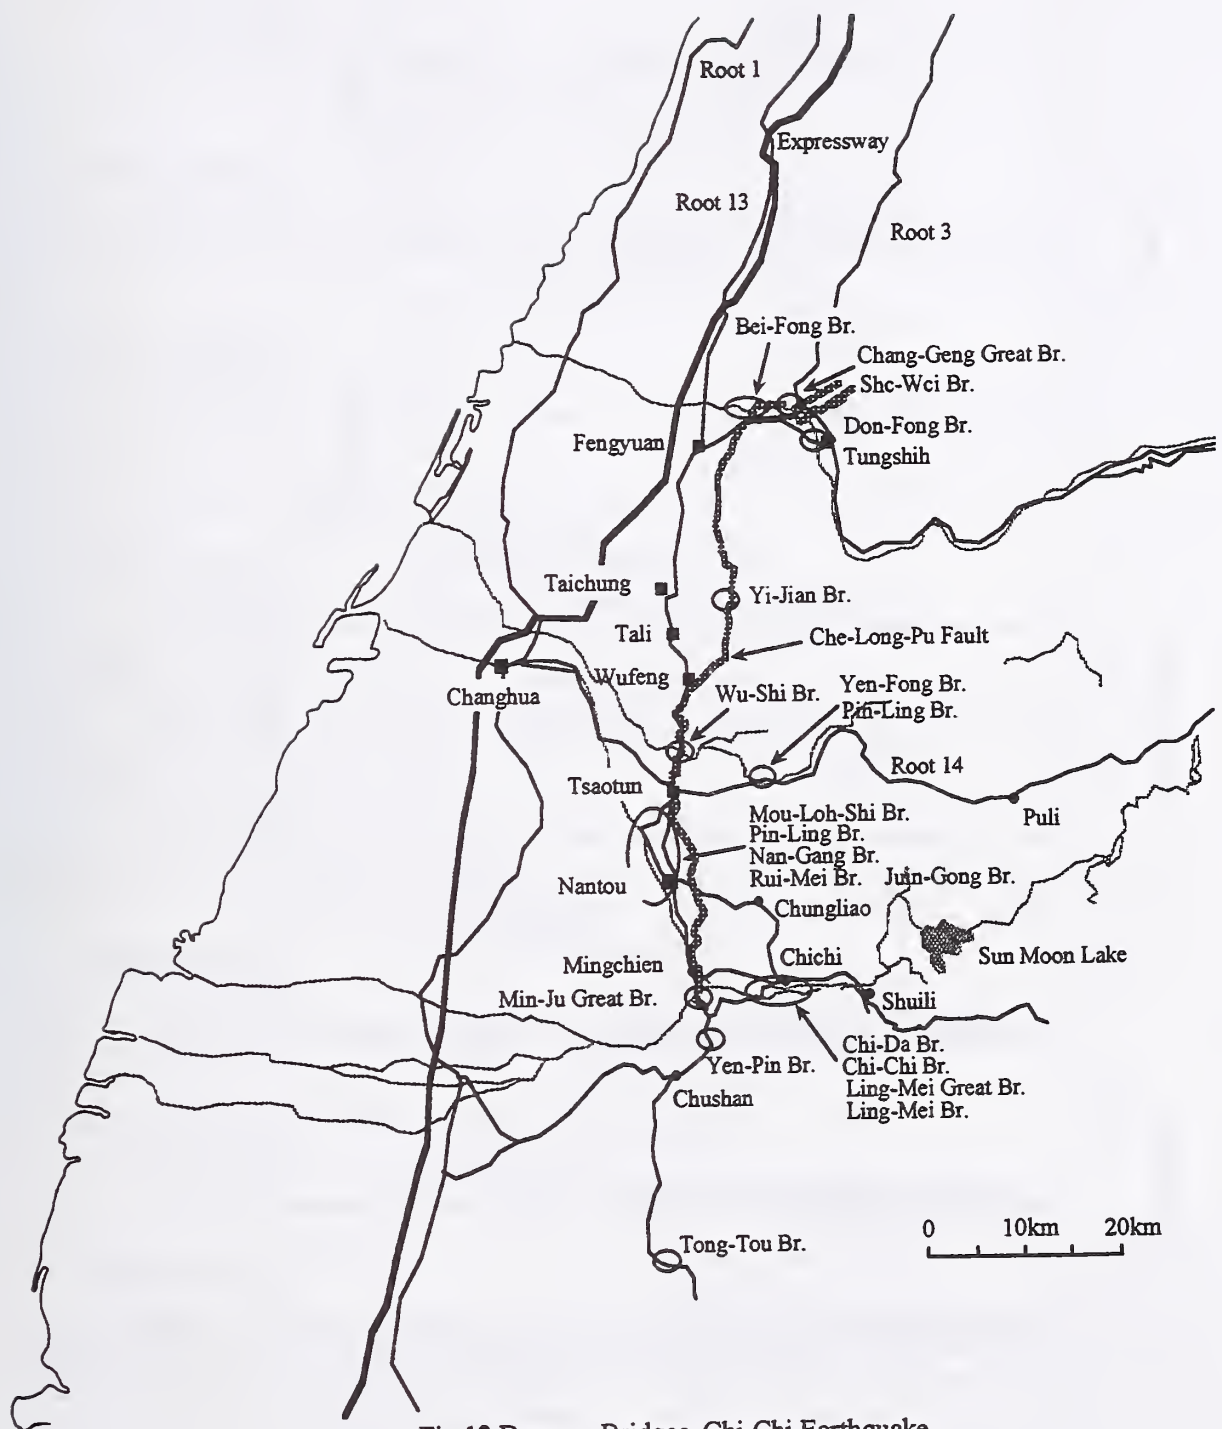 Root 1
Expressway
Root 13
Root 3
Bei-Fong Br.
Chang-Geng Great Br.
Shc-Wci Br.
Don-Fong Br.
Fengyuan
Tungshih
Taichung
Yi-Jian Br.
Tali
Che-Long-Pu Fault
Wufeng
Yen-Fong Br.
Wu-Shi Br.
Changhua
Pin-Ling Br.
Root 14
Tsaotun
Mou-Loh-Shi Br.
Puli
Pin-Ling Br.
Nan-Gang Br.
Nantou
Rui-Mei Br. Juin-Gong Br.
Chungliao
Mingchien
Chichi
Sun Moon Lake
Min-Ju Great Br.
Shuili
Chi-Da Br.
Yen-Pin Br.
Chi-Chi Br.
Ling-Mei Great Br.
Chushan
Ling-Mei Br.
0 10km 20km
Tong-Tou Br.
Bridges, Chi-Chi Earthquake